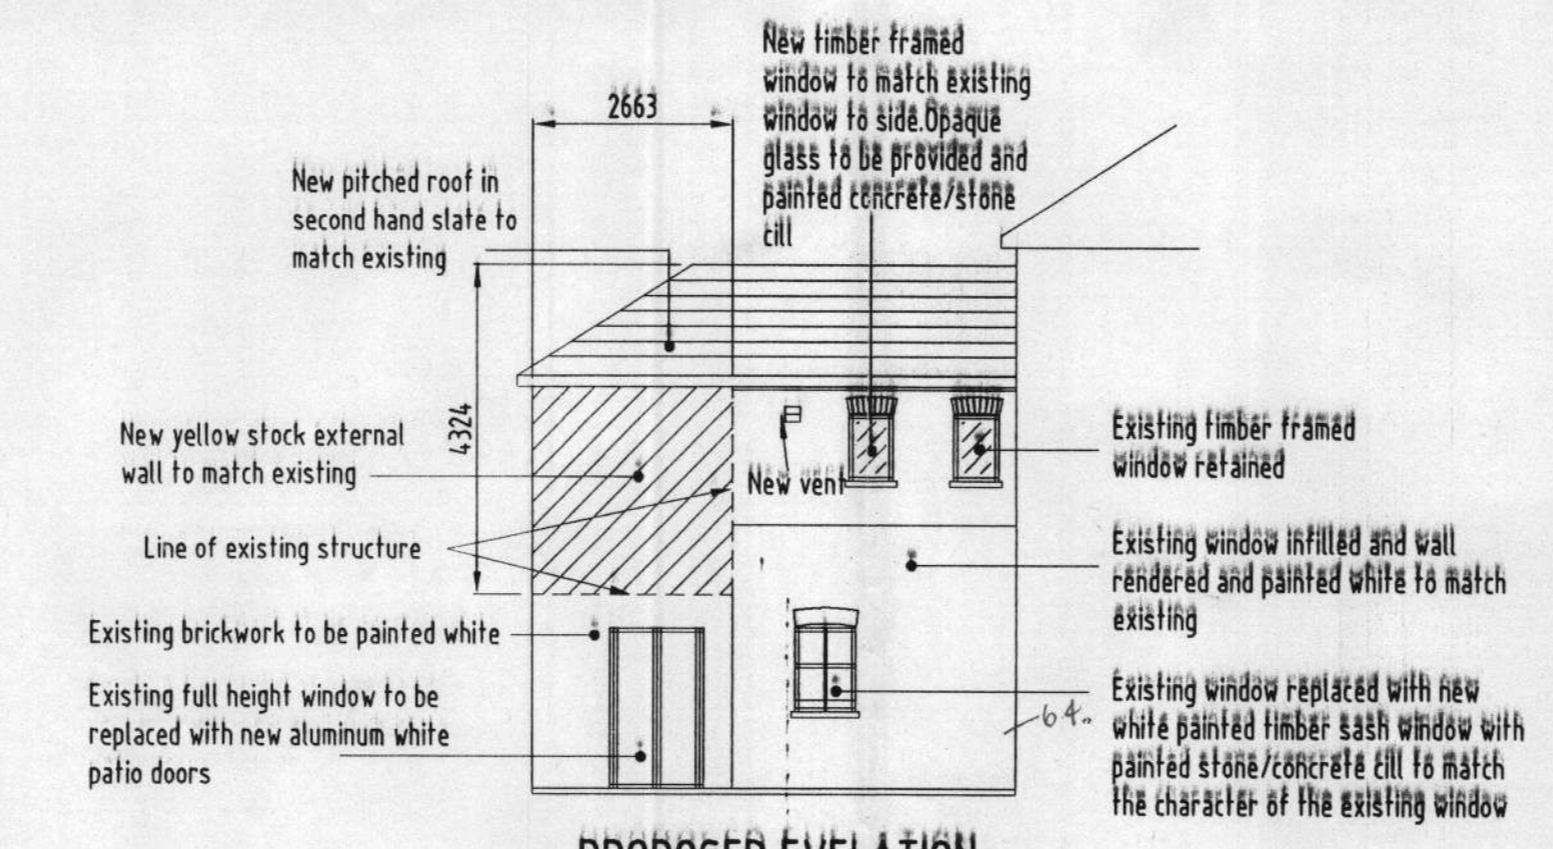 New timber framed
window to match existing
window to side.Opaque
glass to be provided and
painted concrete/stone
cill
2663
New pitched roof in
second hand slate to
match existing
4324
New yellow stock external
wall to match existing
New vent
Existing timber framed
window retained
Line of existing structure
Existing window infilled and wall
rendered and painted white to match
existing
Existing brickwork to be painted white
Existing full height window to be
replaced with new aluminum white
patio doors
Existing window replaced with new
white painted timber sash window with
painted stone/concrete cill to match
the character of the existing window
PROPOSED EVELATION